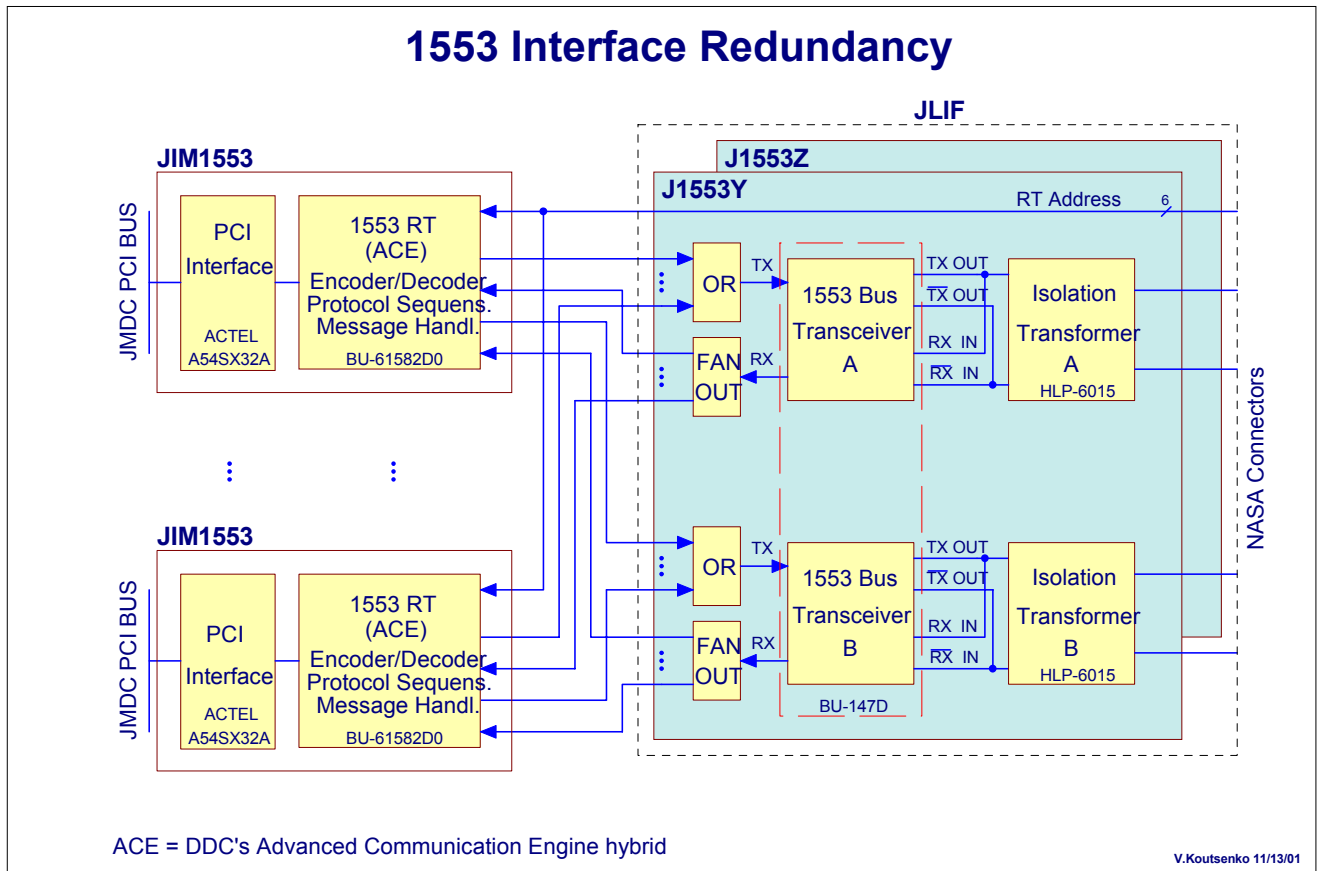 1553 Interface Redundancy
JLIF
JIM1553
J1553Z
J1553Y
RT Address
6
JMDC PCI BUS
PCI
Interface
ACTEL
A54SX32A
1553 RT
(ACE)
Encoder/Decoder
Protocol Sequens.
Message Handl.
BU-61582D0
OR
TX
FAN
OUT
RX
1553 Bus
Transceiver
A
TX OUT
T̅X̅ OUT
RX IN
R̅X̅ IN
Isolation
Transformer
A
HLP-6015
NASA Connectors
JIM1553
JMDC PCI BUS
PCI
Interface
ACTEL
A54SX32A
1553 RT
(ACE)
Encoder/Decoder
Protocol Sequens.
Message Handl.
BU-61582D0
OR
TX
FAN
OUT
RX
1553 Bus
Transceiver
B
BU-147D
TX OUT
T̅X̅ OUT
RX IN
R̅X̅ IN
Isolation
Transformer
B
HLP-6015
ACE = DDC's Advanced Communication Engine hybrid
V.Koutsenko 11/13/01